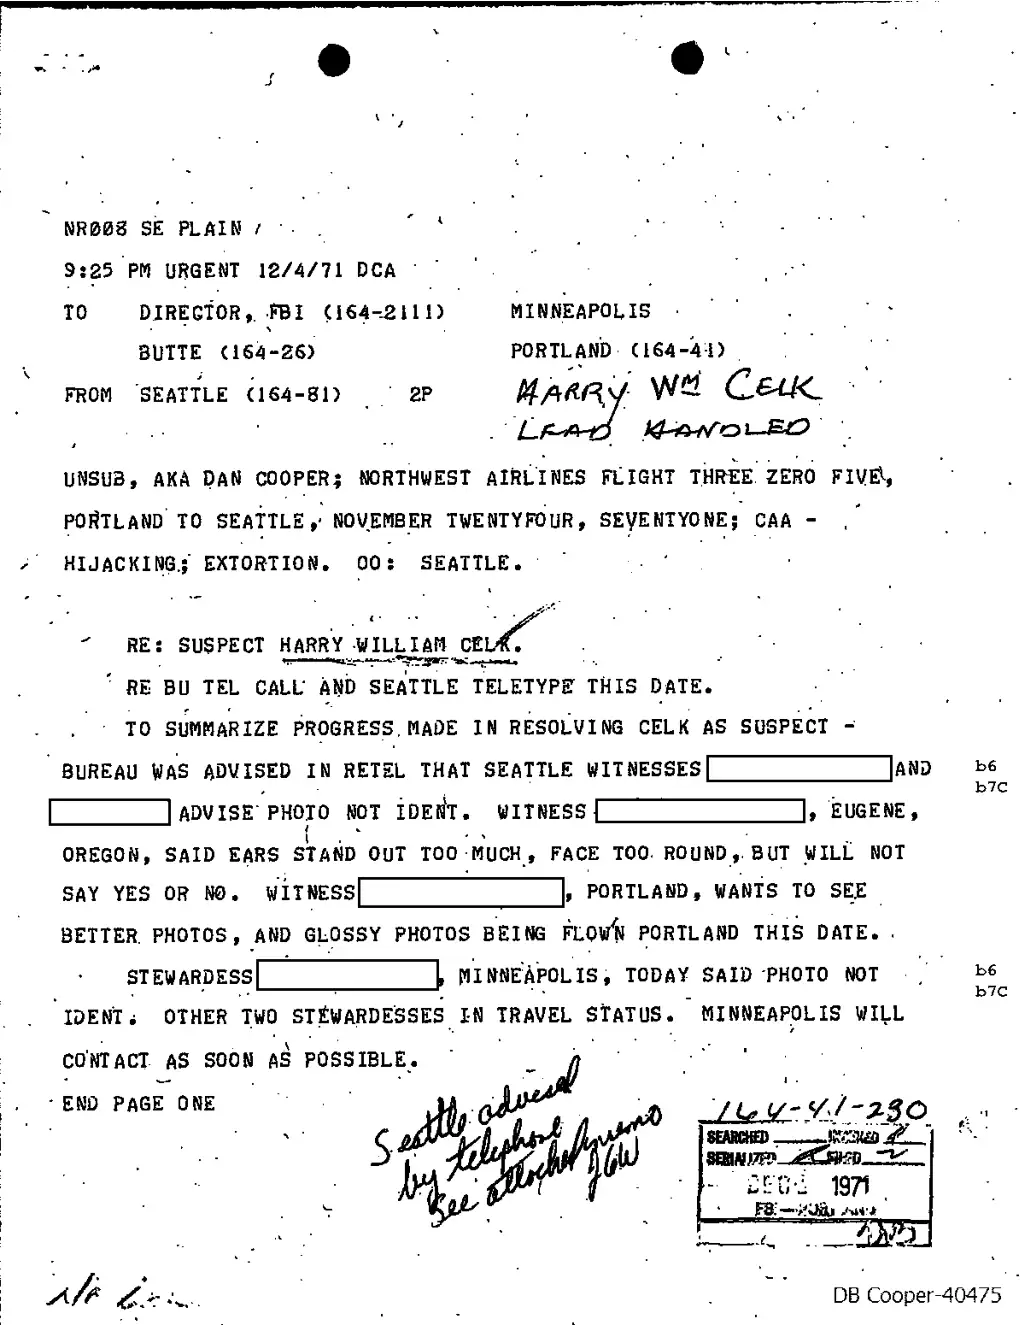 NR008 SE PLAIN
9:25 PM URGENT 12/4/71 DCA
TO DIRECTOR, FBI (164-2111) MINNEAPOLIS
BUTTE (164-26) PORTLAND (164-41)
FROM SEATTLE (164-81) 2P
HARRY WM CELK
LEAD HANDLED
UNSUB, AKA DAN COOPER; NORTHWEST AIRLINES FLIGHT THREE ZERO FIVE,
PORTLAND TO SEATTLE, NOVEMBER TWENTYFOUR, SEVENTYONE; CAA -
HIJACKING; EXTORTION. OO: SEATTLE.
RE: SUSPECT HARRY WILLIAM CELK.
RE BU TEL CALL AND SEATTLE TELETYPE THIS DATE.
TO SUMMARIZE PROGRESS MADE IN RESOLVING CELK AS SUSPECT -
BUREAU WAS ADVISED IN RETEL THAT SEATTLE WITNESSES AND
b6
b7C
ADVISE PHOTO NOT IDENT. WITNESS , EUGENE,
OREGON, SAID EARS STAND OUT TOO MUCH, FACE TOO ROUND, BUT WILL NOT
SAY YES OR NO. WITNESS , PORTLAND, WANTS TO SEE
BETTER PHOTOS, AND GLOSSY PHOTOS BEING FLOWN PORTLAND THIS DATE.
STEWARDESS , MINNEAPOLIS, TODAY SAID PHOTO NOT
b6
b7C
IDENT. OTHER TWO STEWARDESSES IN TRAVEL STATUS. MINNEAPOLIS WILL
CONTACT AS SOON AS POSSIBLE.
END PAGE ONE
Seattle advised
by telephone
See attached memo
JGW
164-41-280
SEARCHED INDEXED
SERIALIZED FILED
DEC 1971
FBI
DB Cooper-40475